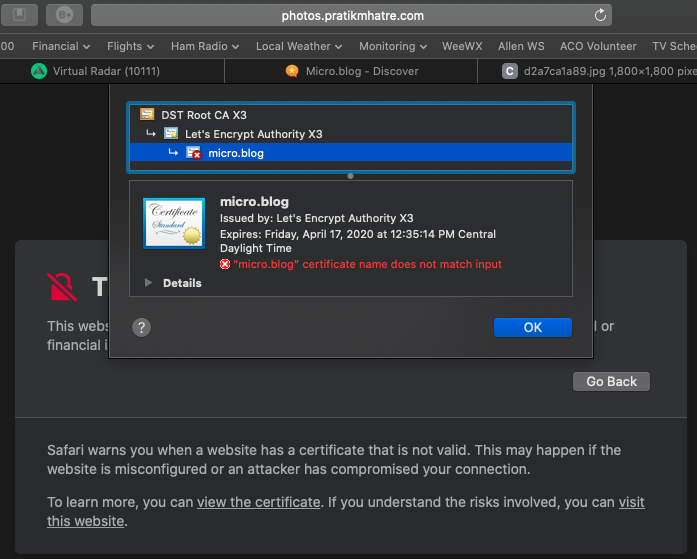 B+
photos.pratikmhatre.com
00 Financial Flights Ham Radio Local Weather Monitoring WeeWX Allen WS ACO Volunteer TV Sche
Virtual Radar (10111) Micro.blog - Discover C d2a7ca1a89.jpg 1,800×1,800 pixe
DST Root CA X3
Let's Encrypt Authority X3
micro.blog
Certificate
Standard
micro.blog
Issued by: Let's Encrypt Authority X3
Expires: Friday, April 17, 2020 at 12:35:14 PM Central
Daylight Time
“micro.blog” certificate name does not match input
Details
? OK
T
This webs l or
financial i
Go Back
Safari warns you when a website has a certificate that is not valid. This may happen if the
website is misconfigured or an attacker has compromised your connection.
To learn more, you can view the certificate. If you understand the risks involved, you can visit
this website.